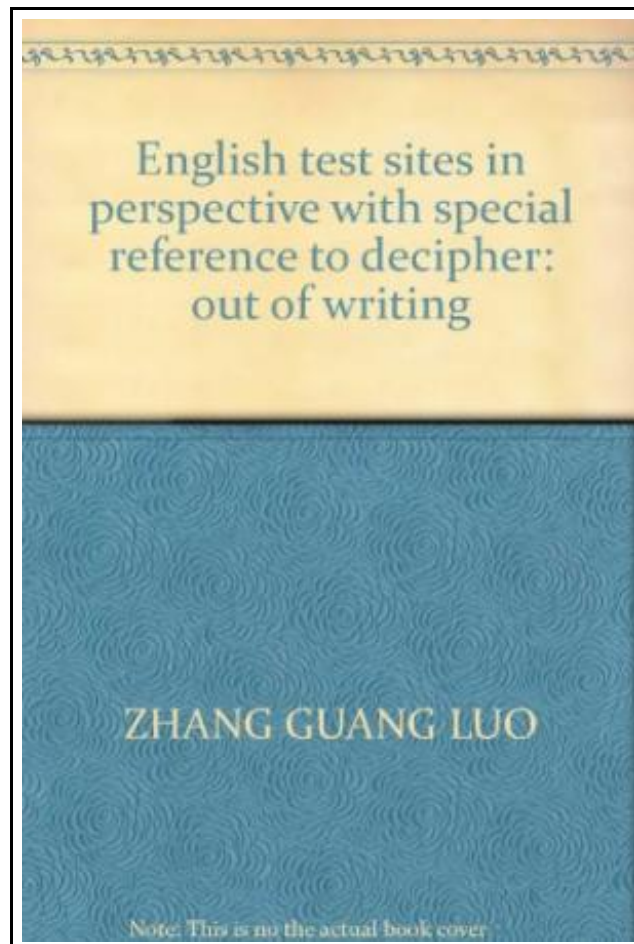 English test sites in
perspective with special
reference to decipher:
out of writing
ZHANG GUANG LUO
Note: This is no the actual book cover